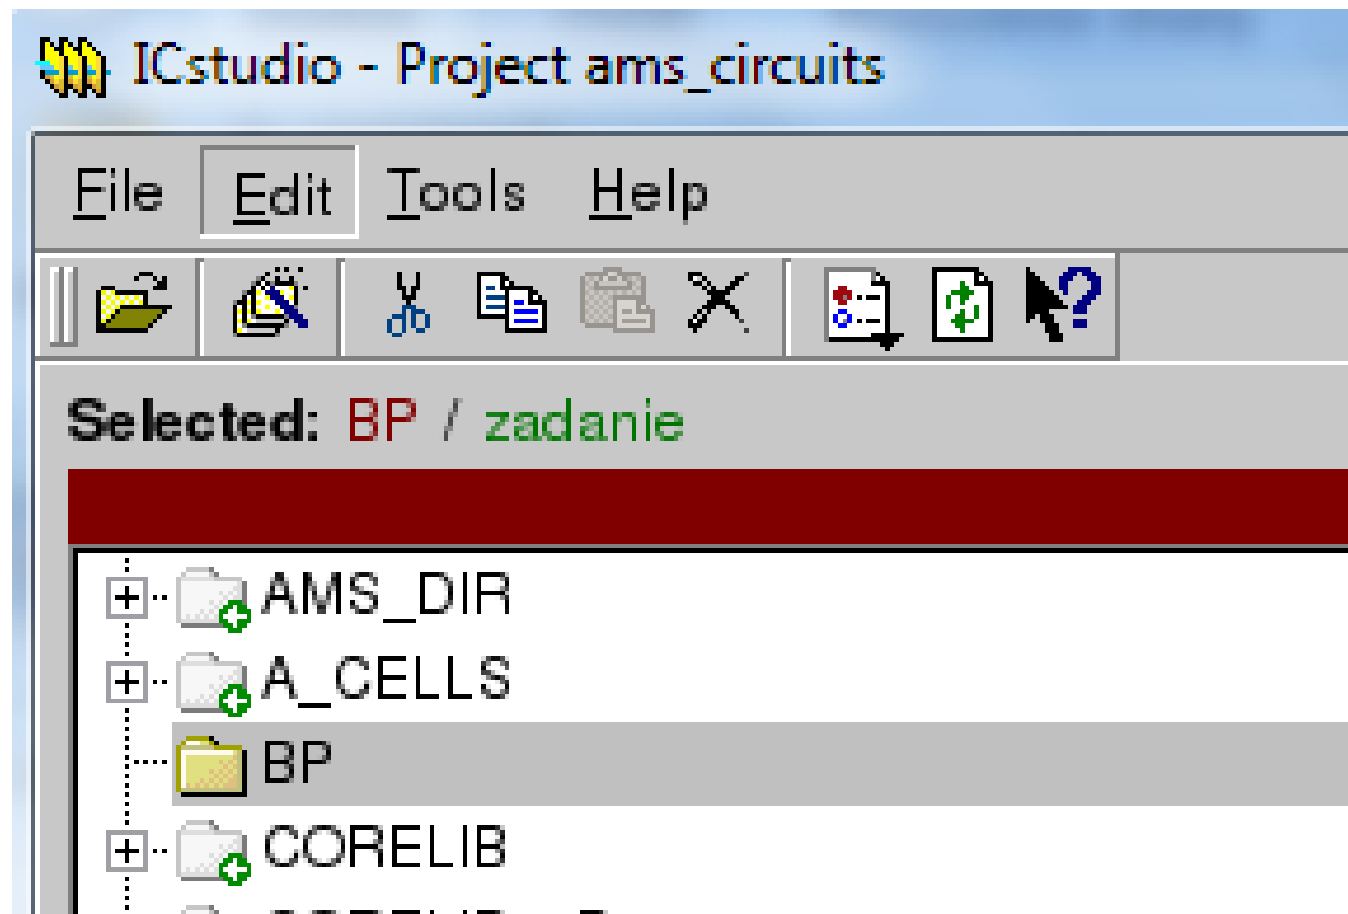 ICstudio - Project ams_circuits
File Edit Tools Help
Selected: BP / zadanie
AMS_DIR
A_CELLS
BP
CORELIB